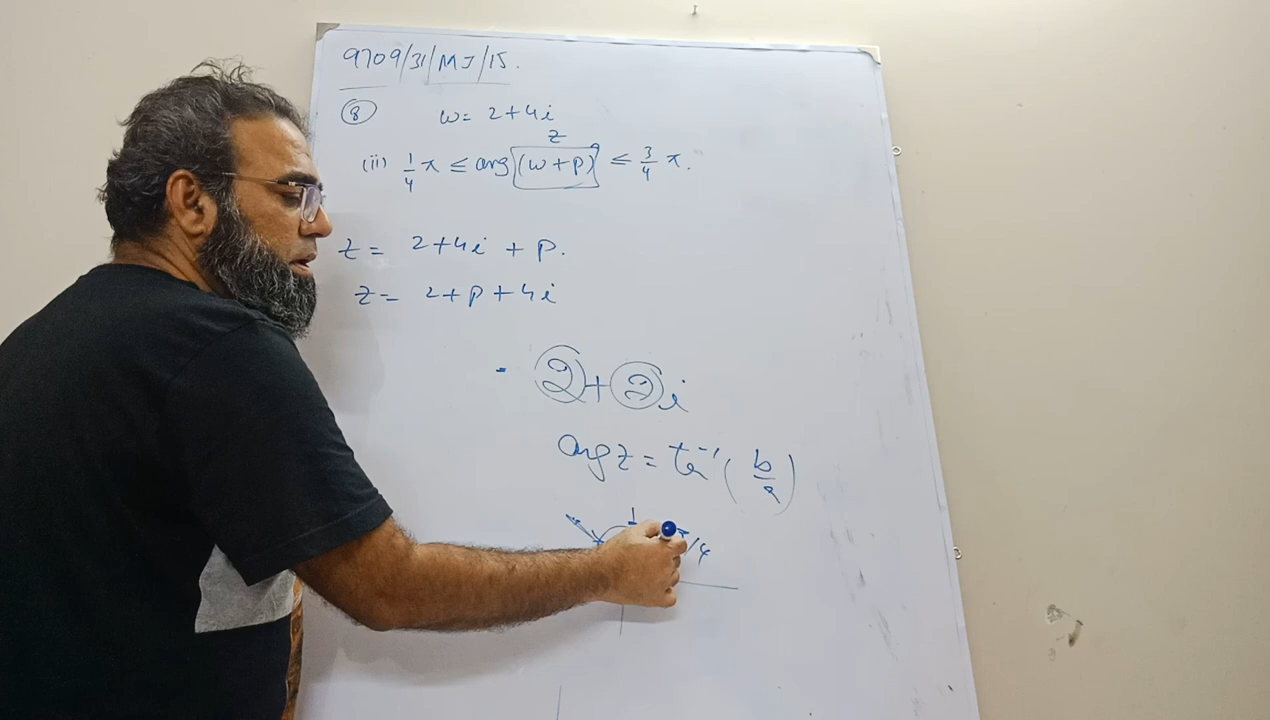 9709/31/MJ/15.
(8) w = 2+4i
z
(ii) 1/4 π ≤ arg (w+p) ≤ 3/4 π.
z = 2+4i + p.
z = 2+p+4i
2+2i
arg z = tan⁻¹ (b/a)
π/4